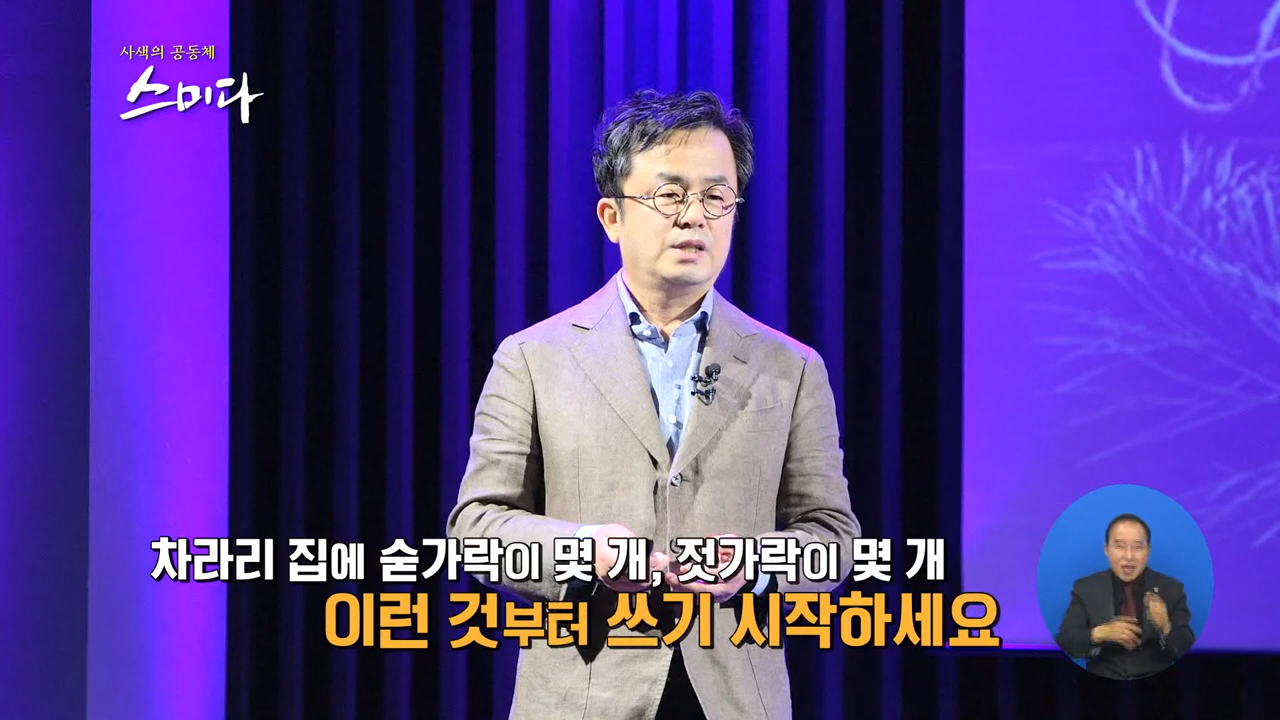 사색의 공동체
스미다
차라리 집에 숟가락이 몇 개, 젓가락이 몇 개
이런 것부터 쓰기 시작하세요